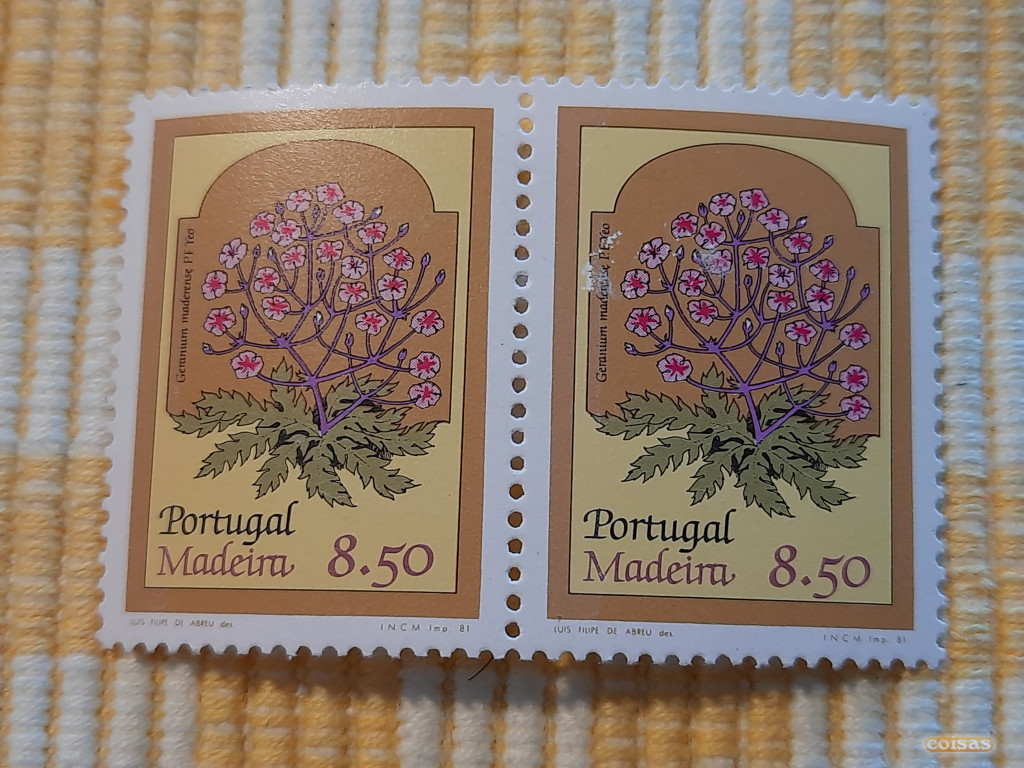 Geranium maderense P.F.Yeo
Portugal
Madeira 8.50
LUIS FILIPE DE ABREU des. INCM Imp. 81
Geranium maderense P.F.Yeo
Portugal
Madeira 8.50
LUIS FILIPE DE ABREU des. INCM Imp. 81
coisas